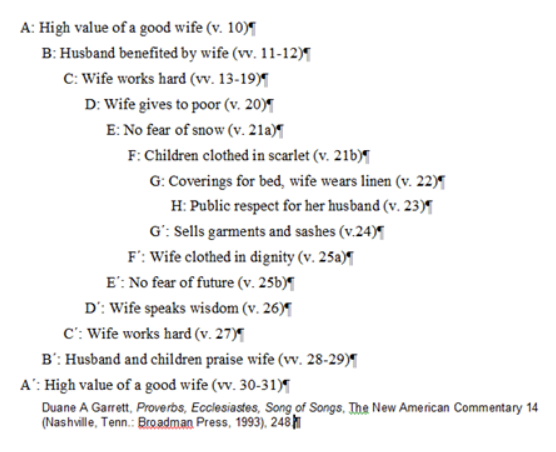 A: High value of a good wife (v. 10)¶
B: Husband benefited by wife (vv. 11-12)¶
C: Wife works hard (vv. 13-19)¶
D: Wife gives to poor (v. 20)¶
E: No fear of snow (v. 21a)¶
F: Children clothed in scarlet (v. 21b)¶
G: Coverings for bed, wife wears linen (v. 22)¶
H: Public respect for her husband (v. 23)¶
G´: Sells garments and sashes (v.24)¶
F´: Wife clothed in dignity (v. 25a)¶
E´: No fear of future (v. 25b)¶
D´: Wife speaks wisdom (v. 26)¶
C´: Wife works hard (v. 27)¶
B´: Husband and children praise wife (vv. 28-29)¶
A´: High value of a good wife (vv. 30-31)¶
Duane A Garrett, Proverbs, Ecclesiastes, Song of Songs, The New American Commentary 14
(Nashville, Tenn.: Broadman Press, 1993), 248.¶